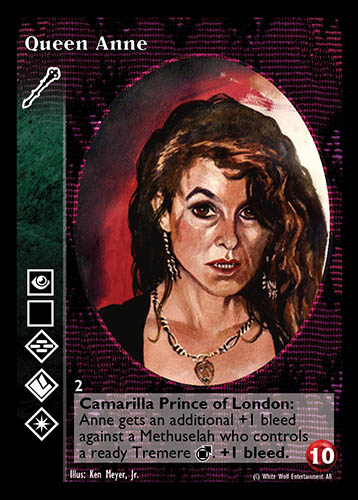 Queen Anne
2
Camarilla Prince of London:
Anne gets an additional +1 bleed
against a Methuselah who controls
a ready Tremere . +1 bleed.
10
Illus: Ken Meyer, Jr.
(C) White Wolf Entertainment AB